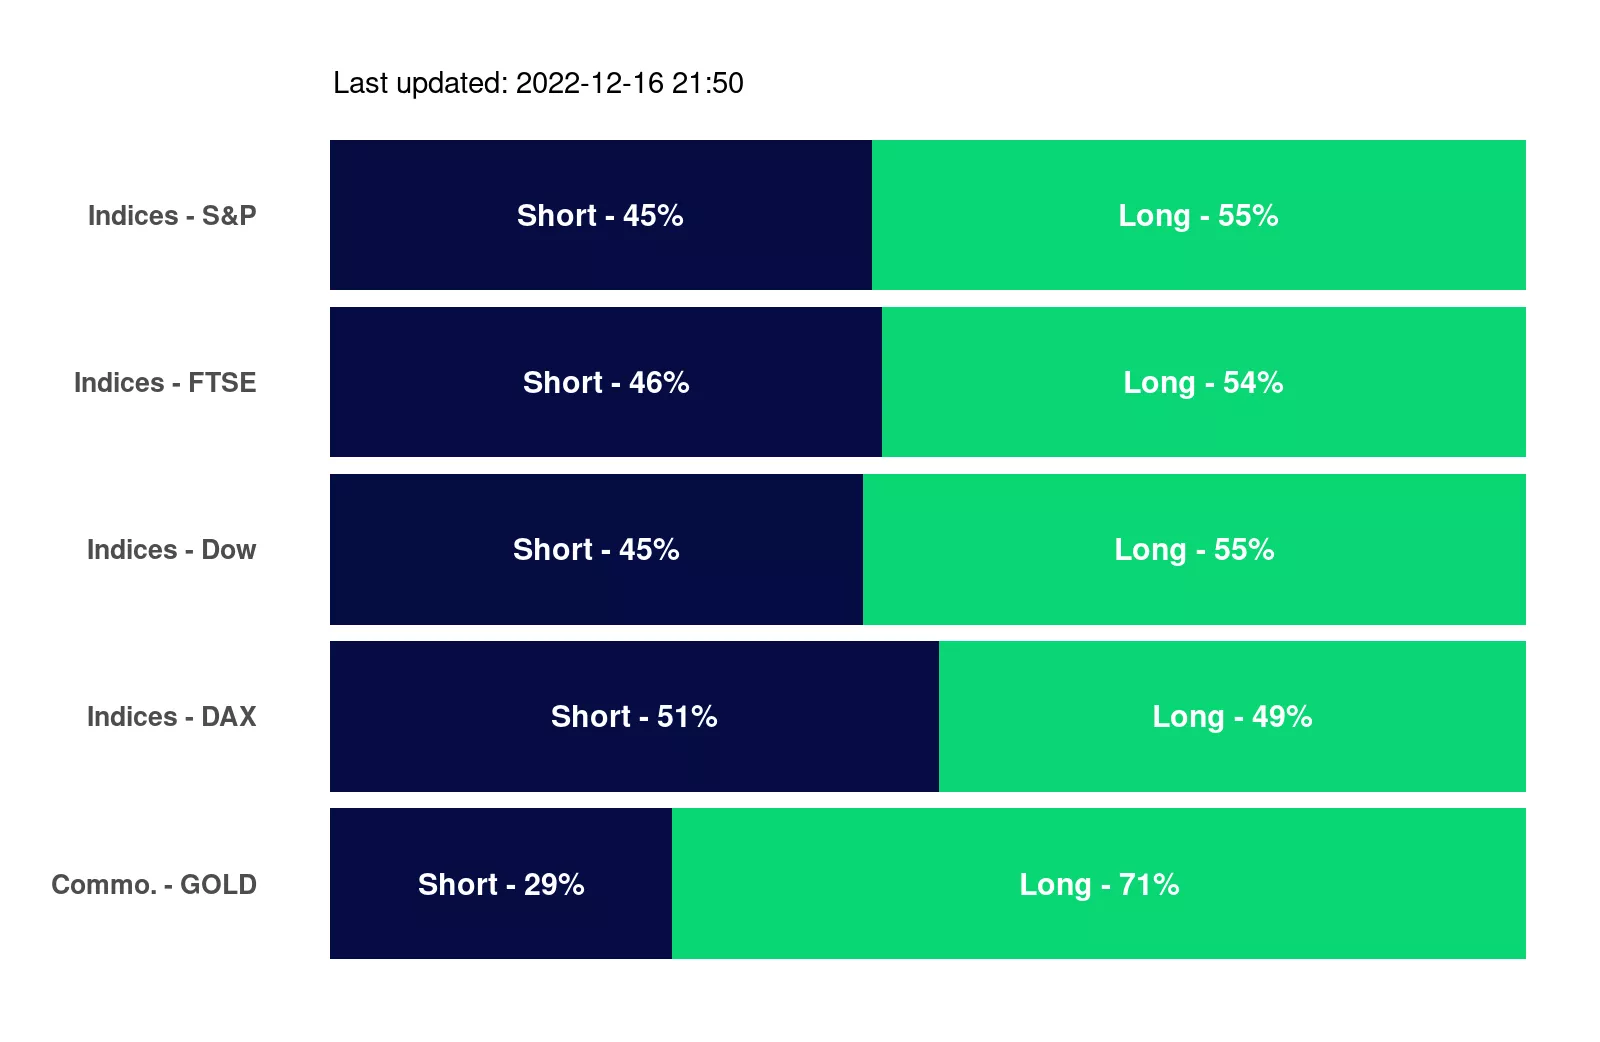 Last updated: 2022-12-16 21:50
Indices - S&P Short - 45% Long - 55%
Indices - FTSE Short - 46% Long - 54%
Indices - Dow Short - 45% Long - 55%
Indices - DAX Short - 51% Long - 49%
Commo. - GOLD Short - 29% Long - 71%